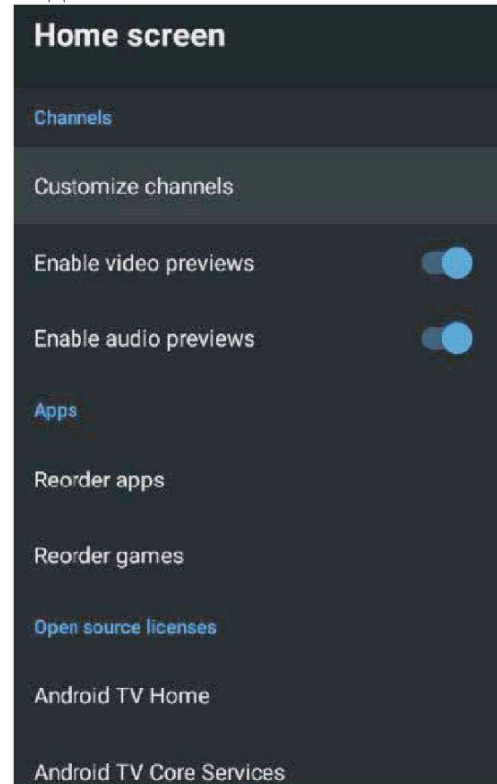 Home screen
Channels
Customize channels
Enable video previews
Enable audio previews
Apps
Reorder apps
Reorder games
Open source licenses
Android TV Home
Android TV Core Services